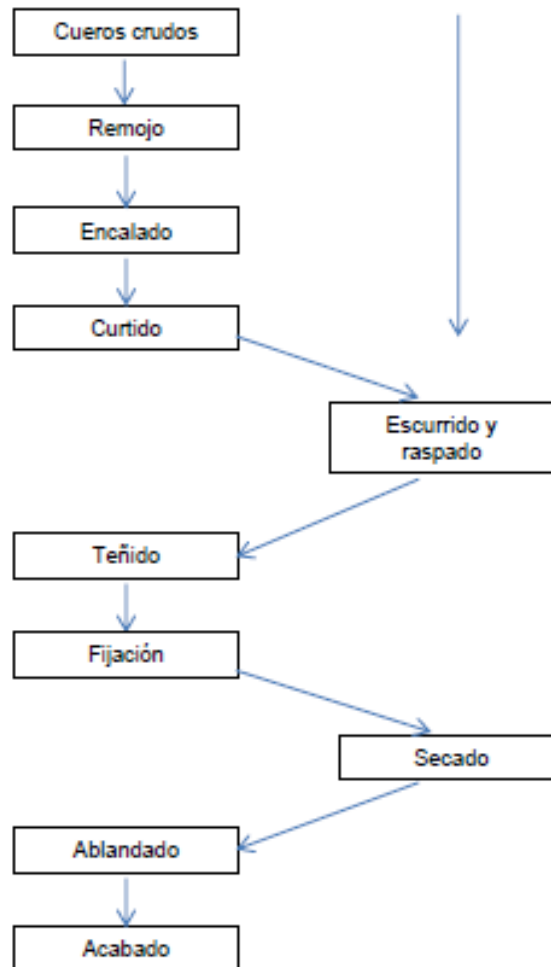 Cueros crudos
Remojo
Encalado
Curtido
Escurrido y
raspado
Teñido
Fijación
Secado
Ablandado
Acabado